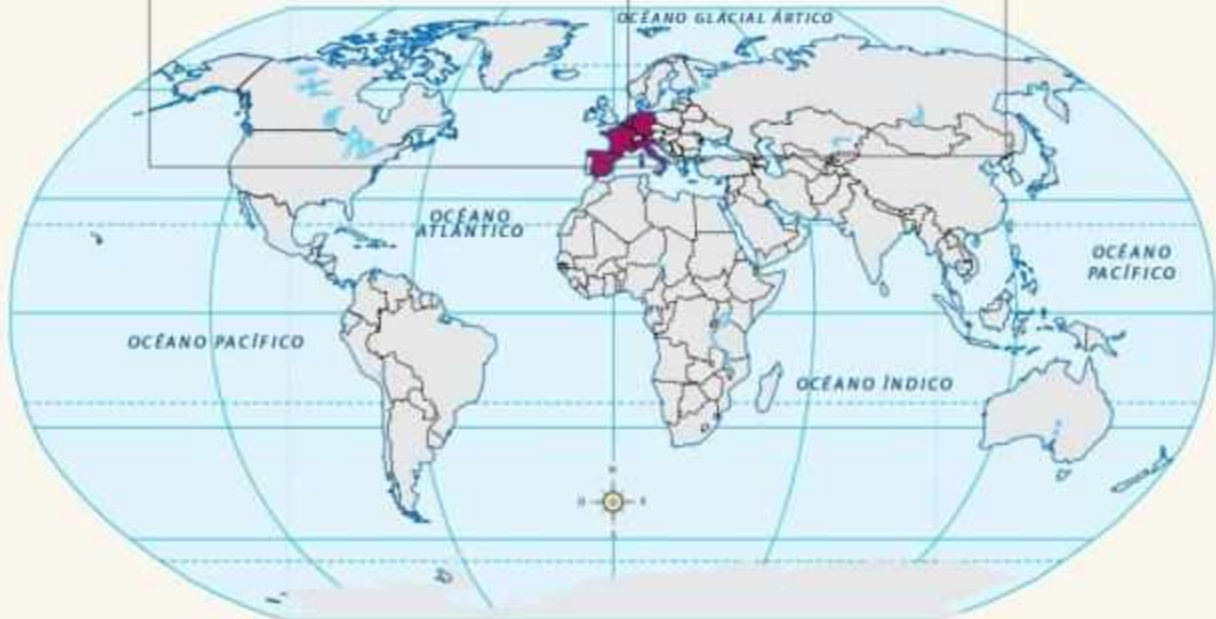 OCÉANO GLACIAL ÁRTICO
OCÉANO
ATLÁNTICO
OCÉANO
PACÍFICO
OCÉANO PACÍFICO
OCÉANO ÍNDICO
N
O
E
S